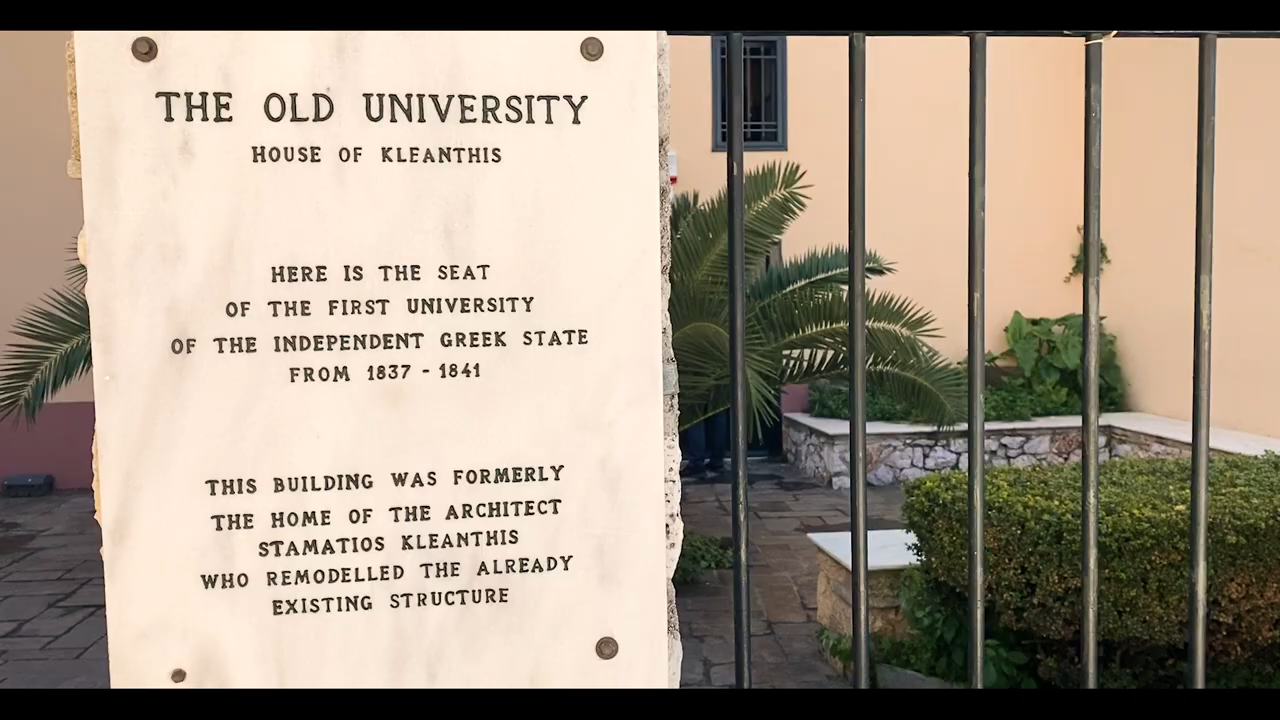 THE OLD UNIVERSITY
HOUSE OF KLEANTHIS
HERE IS THE SEAT
OF THE FIRST UNIVERSITY
OF THE INDEPENDENT GREEK STATE
FROM 1837 - 1841
THIS BUILDING WAS FORMERLY
THE HOME OF THE ARCHITECT
STAMATIOS KLEANTHIS
WHO REMODELLED THE ALREADY
EXISTING STRUCTURE